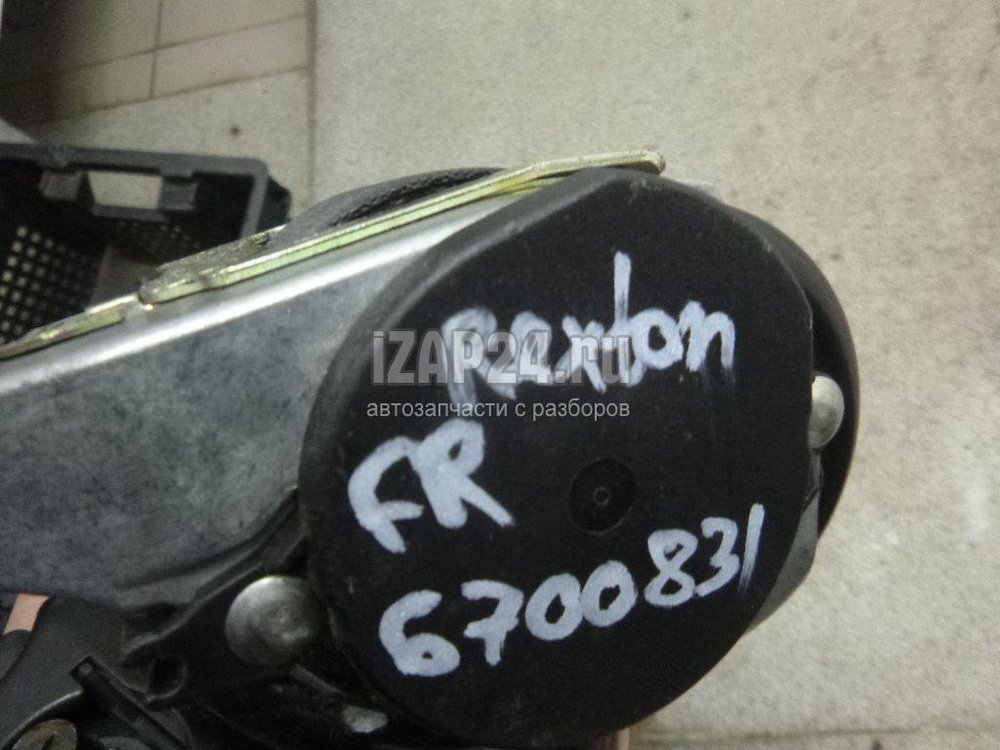 Rexton
iZAP24.ru
автозапчасти с разборов
FR
6700831